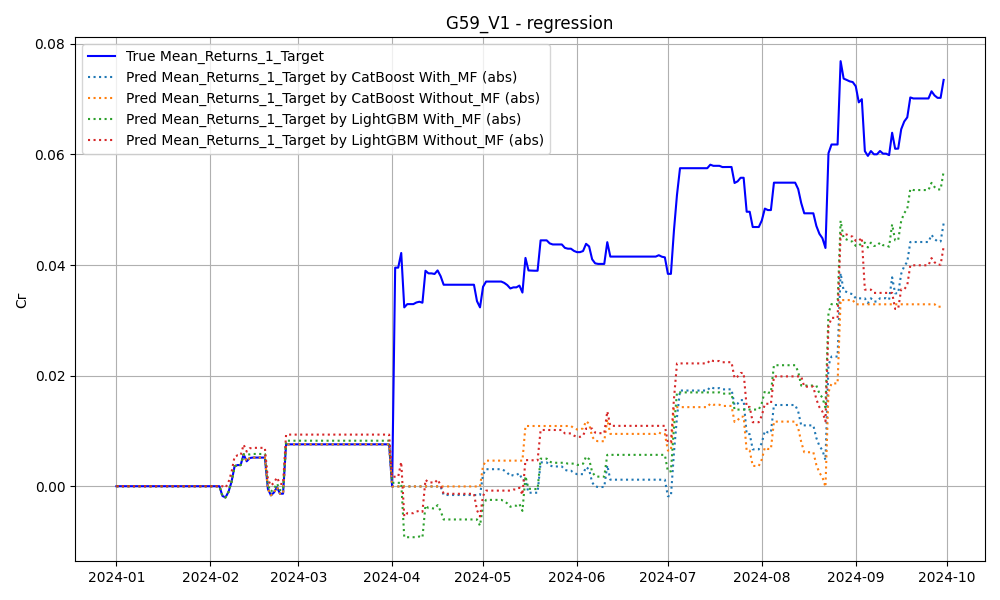 G59_V1 - regression
True Mean_Returns_1_Target
Pred Mean_Returns_1_Target by CatBoost With_MF (abs)
Pred Mean_Returns_1_Target by CatBoost Without_MF (abs)
Pred Mean_Returns_1_Target by LightGBM With_MF (abs)
Pred Mean_Returns_1_Target by LightGBM Without_MF (abs)
0.08
0.06
0.04
0.02
0.00
Cr
2024-01 2024-02 2024-03 2024-04 2024-05 2024-06 2024-07 2024-08 2024-09 2024-10